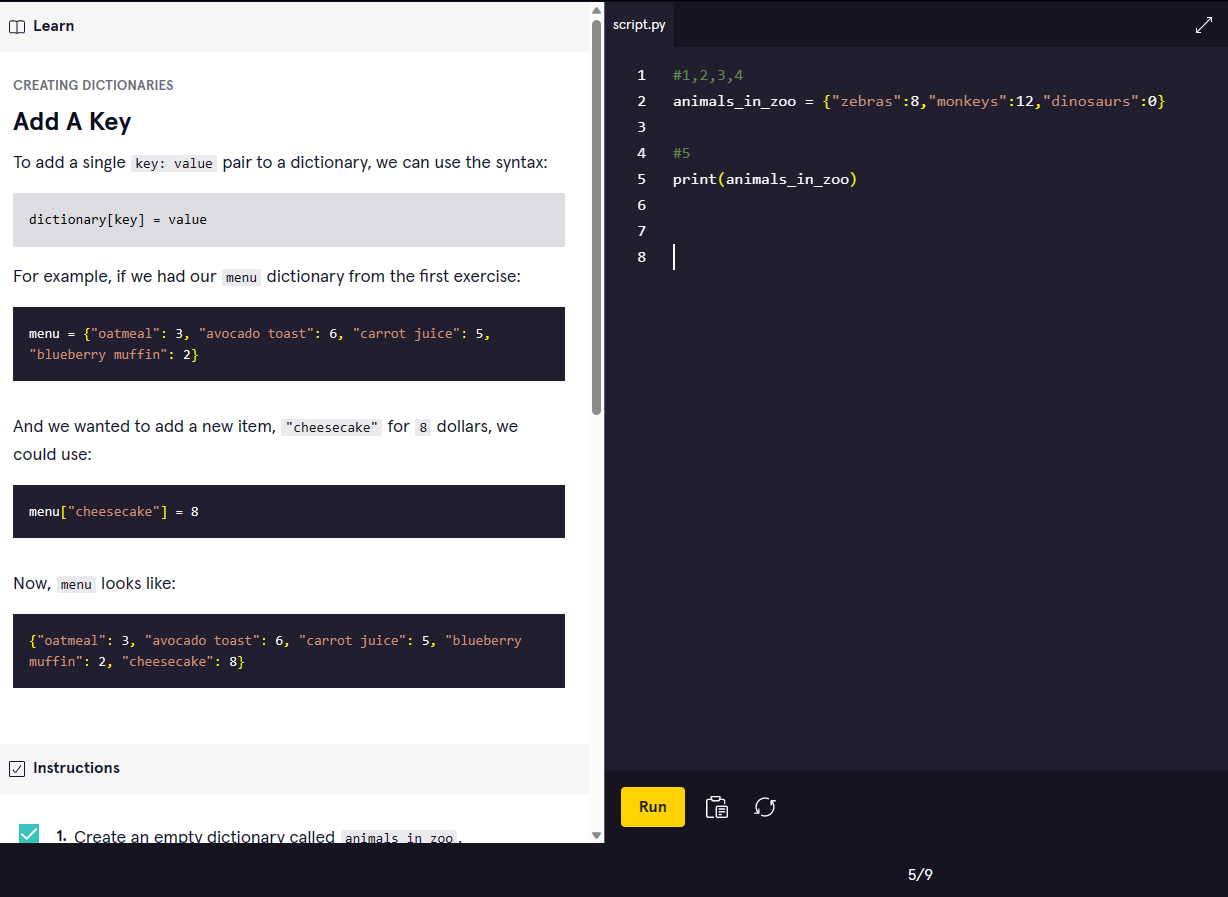 Learn
CREATING DICTIONARIES
Add A Key
To add a single key: value pair to a dictionary, we can use the syntax:
dictionary[key] = value
For example, if we had our menu dictionary from the first exercise:
menu = {"oatmeal": 3, "avocado toast": 6, "carrot juice": 5,
"blueberry muffin": 2}
And we wanted to add a new item, "cheesecake" for 8 dollars, we
could use:
menu["cheesecake"] = 8
Now, menu looks like:
{"oatmeal": 3, "avocado toast": 6, "carrot juice": 5, "blueberry
muffin": 2, "cheesecake": 8}
Instructions
1. Create an empty dictionary called animals_in_zoo.
script.py
1 #1,2,3,4
2 animals_in_zoo = {"zebras":8,"monkeys":12,"dinosaurs":0}
3
4 #5
5 print(animals_in_zoo)
6
7
8
Run
5/9